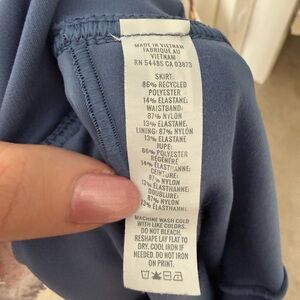 MADE IN VIETNAM
FABRIQUÉ AU
VIETNAM
RN 54485 CA 03873
SKIRT:
86% RECYCLED
POLYESTER
14% ELASTANE
WAISTBAND:
87% NYLON
13% ELASTANE
LINING: 87% NYLON
13% ELASTANE
JUPE:
86% POLYESTER
RÉGÉNÉRÉ
14% ÉLASTHANNE
CEINTURE:
87% NYLON
13% ÉLASTHANNE
DOUBLURE:
87% NYLON
13% ÉLASTHANNE
MACHINE WASH COLD
WITH LIKE COLORS.
DO NOT BLEACH.
RESHAPE LAY FLAT TO
DRY. COOL IRON IF
NEEDED. DO NOT IRON
ON PRINT.